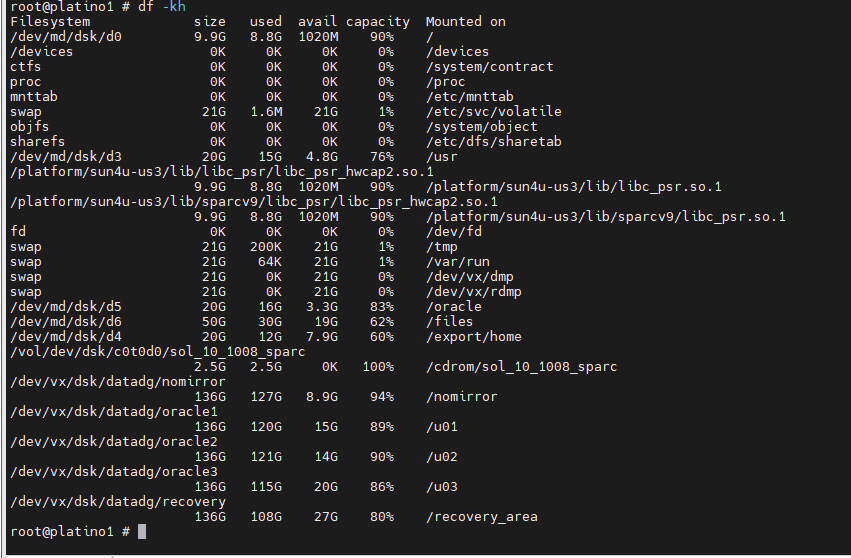 root@platino1 # df -kh
Filesystem             size   used  avail capacity  Mounted on
/dev/md/dsk/d0         9.9G   8.8G  1020M    90%    /
/devices                 0K     0K     0K     0%    /devices
ctfs                     0K     0K     0K     0%    /system/contract
proc                     0K     0K     0K     0%    /proc
mnttab                   0K     0K     0K     0%    /etc/mnttab
swap                    21G   1.6M    21G     1%    /etc/svc/volatile
objfs                    0K     0K     0K     0%    /system/object
sharefs                  0K     0K     0K     0%    /etc/dfs/sharetab
/dev/md/dsk/d3          20G    15G   4.8G    76%    /usr
/platform/sun4u-us3/lib/libc_psr/libc_psr_hwcap2.so.1
                       9.9G   8.8G  1020M    90%    /platform/sun4u-us3/lib/libc_psr.so.1
/platform/sun4u-us3/lib/sparcv9/libc_psr/libc_psr_hwcap2.so.1
                       9.9G   8.8G  1020M    90%    /platform/sun4u-us3/lib/sparcv9/libc_psr.so.1
fd                       0K     0K     0K     0%    /dev/fd
swap                    21G   200K    21G     1%    /tmp
swap                    21G    64K    21G     1%    /var/run
swap                    21G     0K    21G     0%    /dev/vx/dmp
swap                    21G     0K    21G     0%    /dev/vx/rdmp
/dev/md/dsk/d5          20G    16G   3.3G    83%    /oracle
/dev/md/dsk/d6          50G    30G    19G    62%    /files
/dev/md/dsk/d4          20G    12G   7.9G    60%    /export/home
/vol/dev/dsk/c0t0d0/sol_10_1008_sparc
                       2.5G   2.5G     0K   100%    /cdrom/sol_10_1008_sparc
/dev/vx/dsk/datadg/nomirror
                       136G   127G   8.9G    94%    /nomirror
/dev/vx/dsk/datadg/oracle1
                       136G   120G    15G    89%    /u01
/dev/vx/dsk/datadg/oracle2
                       136G   121G    14G    90%    /u02
/dev/vx/dsk/datadg/oracle3
                       136G   115G    20G    86%    /u03
/dev/vx/dsk/datadg/recovery
                       136G   108G    27G    80%    /recovery_area
root@platino1 #